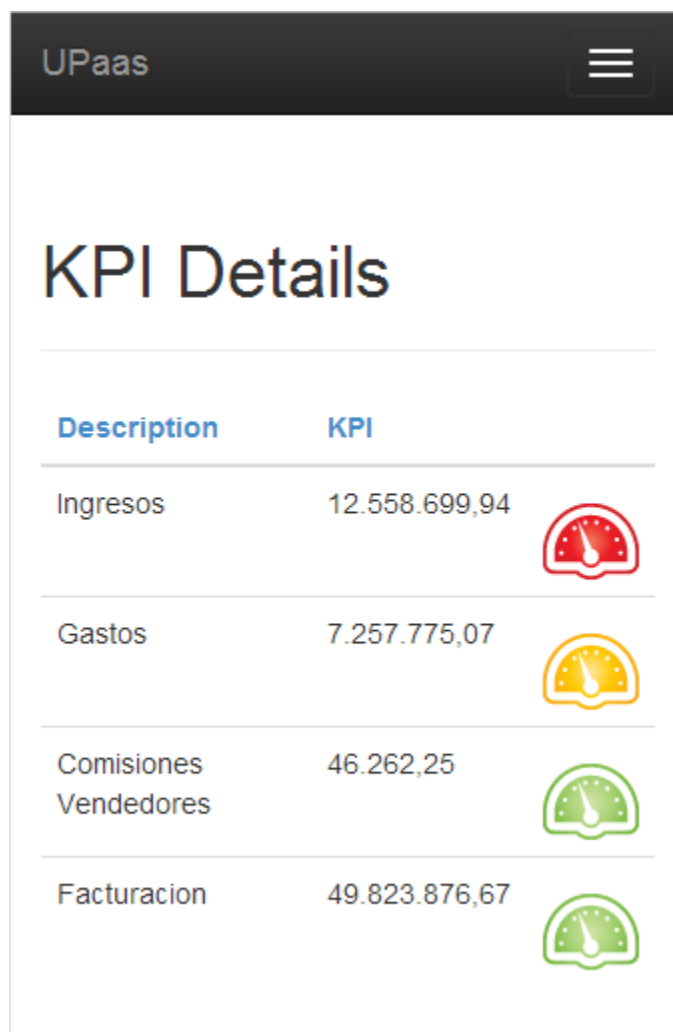 UPaas
KPI Details
Description KPI
Ingresos 12.558.699,94
Gastos 7.257.775,07
Comisiones 46.262,25
Vendedores
Facturacion 49.823.876,67